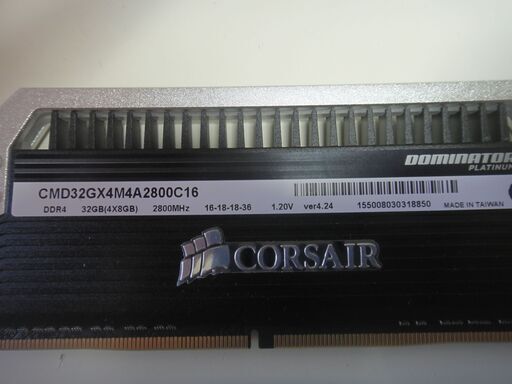 DOMINATOR
PLATINUM
CMD32GX4M4A2800C16
DDR4 32GB(4X8GB) 2800MHz 16-18-18-36 1.20V ver4.24 155008030318850 MADE IN TAIWAN
CORSAIR